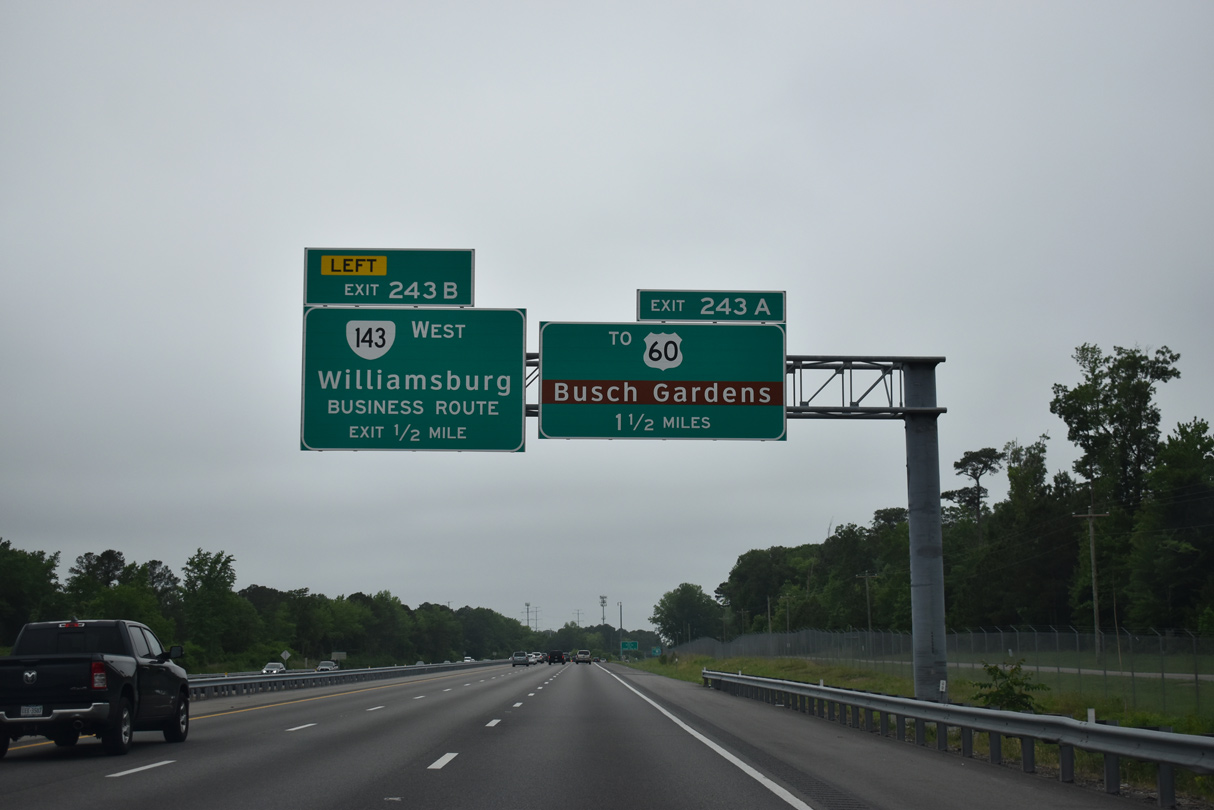 LEFT
EXIT 243 B
143 WEST
Williamsburg
BUSINESS ROUTE
EXIT 1/2 MILE
EXIT 243 A
TO 60
Busch Gardens
1 1/2 MILES